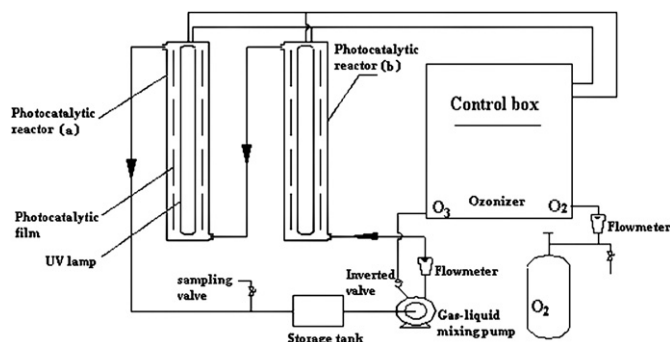 Photocatalytic
reactor (b)
Photocatalytic
reactor (a)
Control box
Photocatalytic
film
UV lamp
O3
Ozonizer
O2
Flowmeter
sampling
valve
Inverted
valve
Flowmeter
O2
Gas-liquid
mixing pump
Storage tank